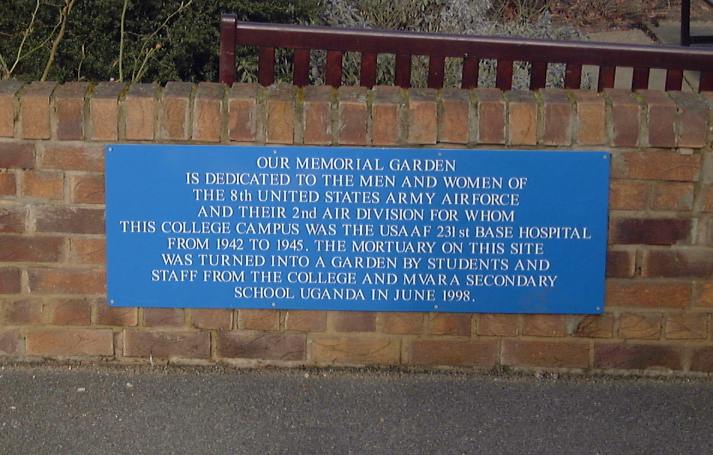 OUR MEMORIAL GARDEN
IS DEDICATED TO THE MEN AND WOMEN OF
THE 8th UNITED STATES ARMY AIRFORCE
AND THEIR 2nd AIR DIVISION FOR WHOM
THIS COLLEGE CAMPUS WAS THE USAAF 231st BASE HOSPITAL
FROM 1942 TO 1945. THE MORTUARY ON THIS SITE
WAS TURNED INTO A GARDEN BY STUDENTS AND
STAFF FROM THE COLLEGE AND MVARA SECONDARY
SCHOOL UGANDA IN JUNE 1998.